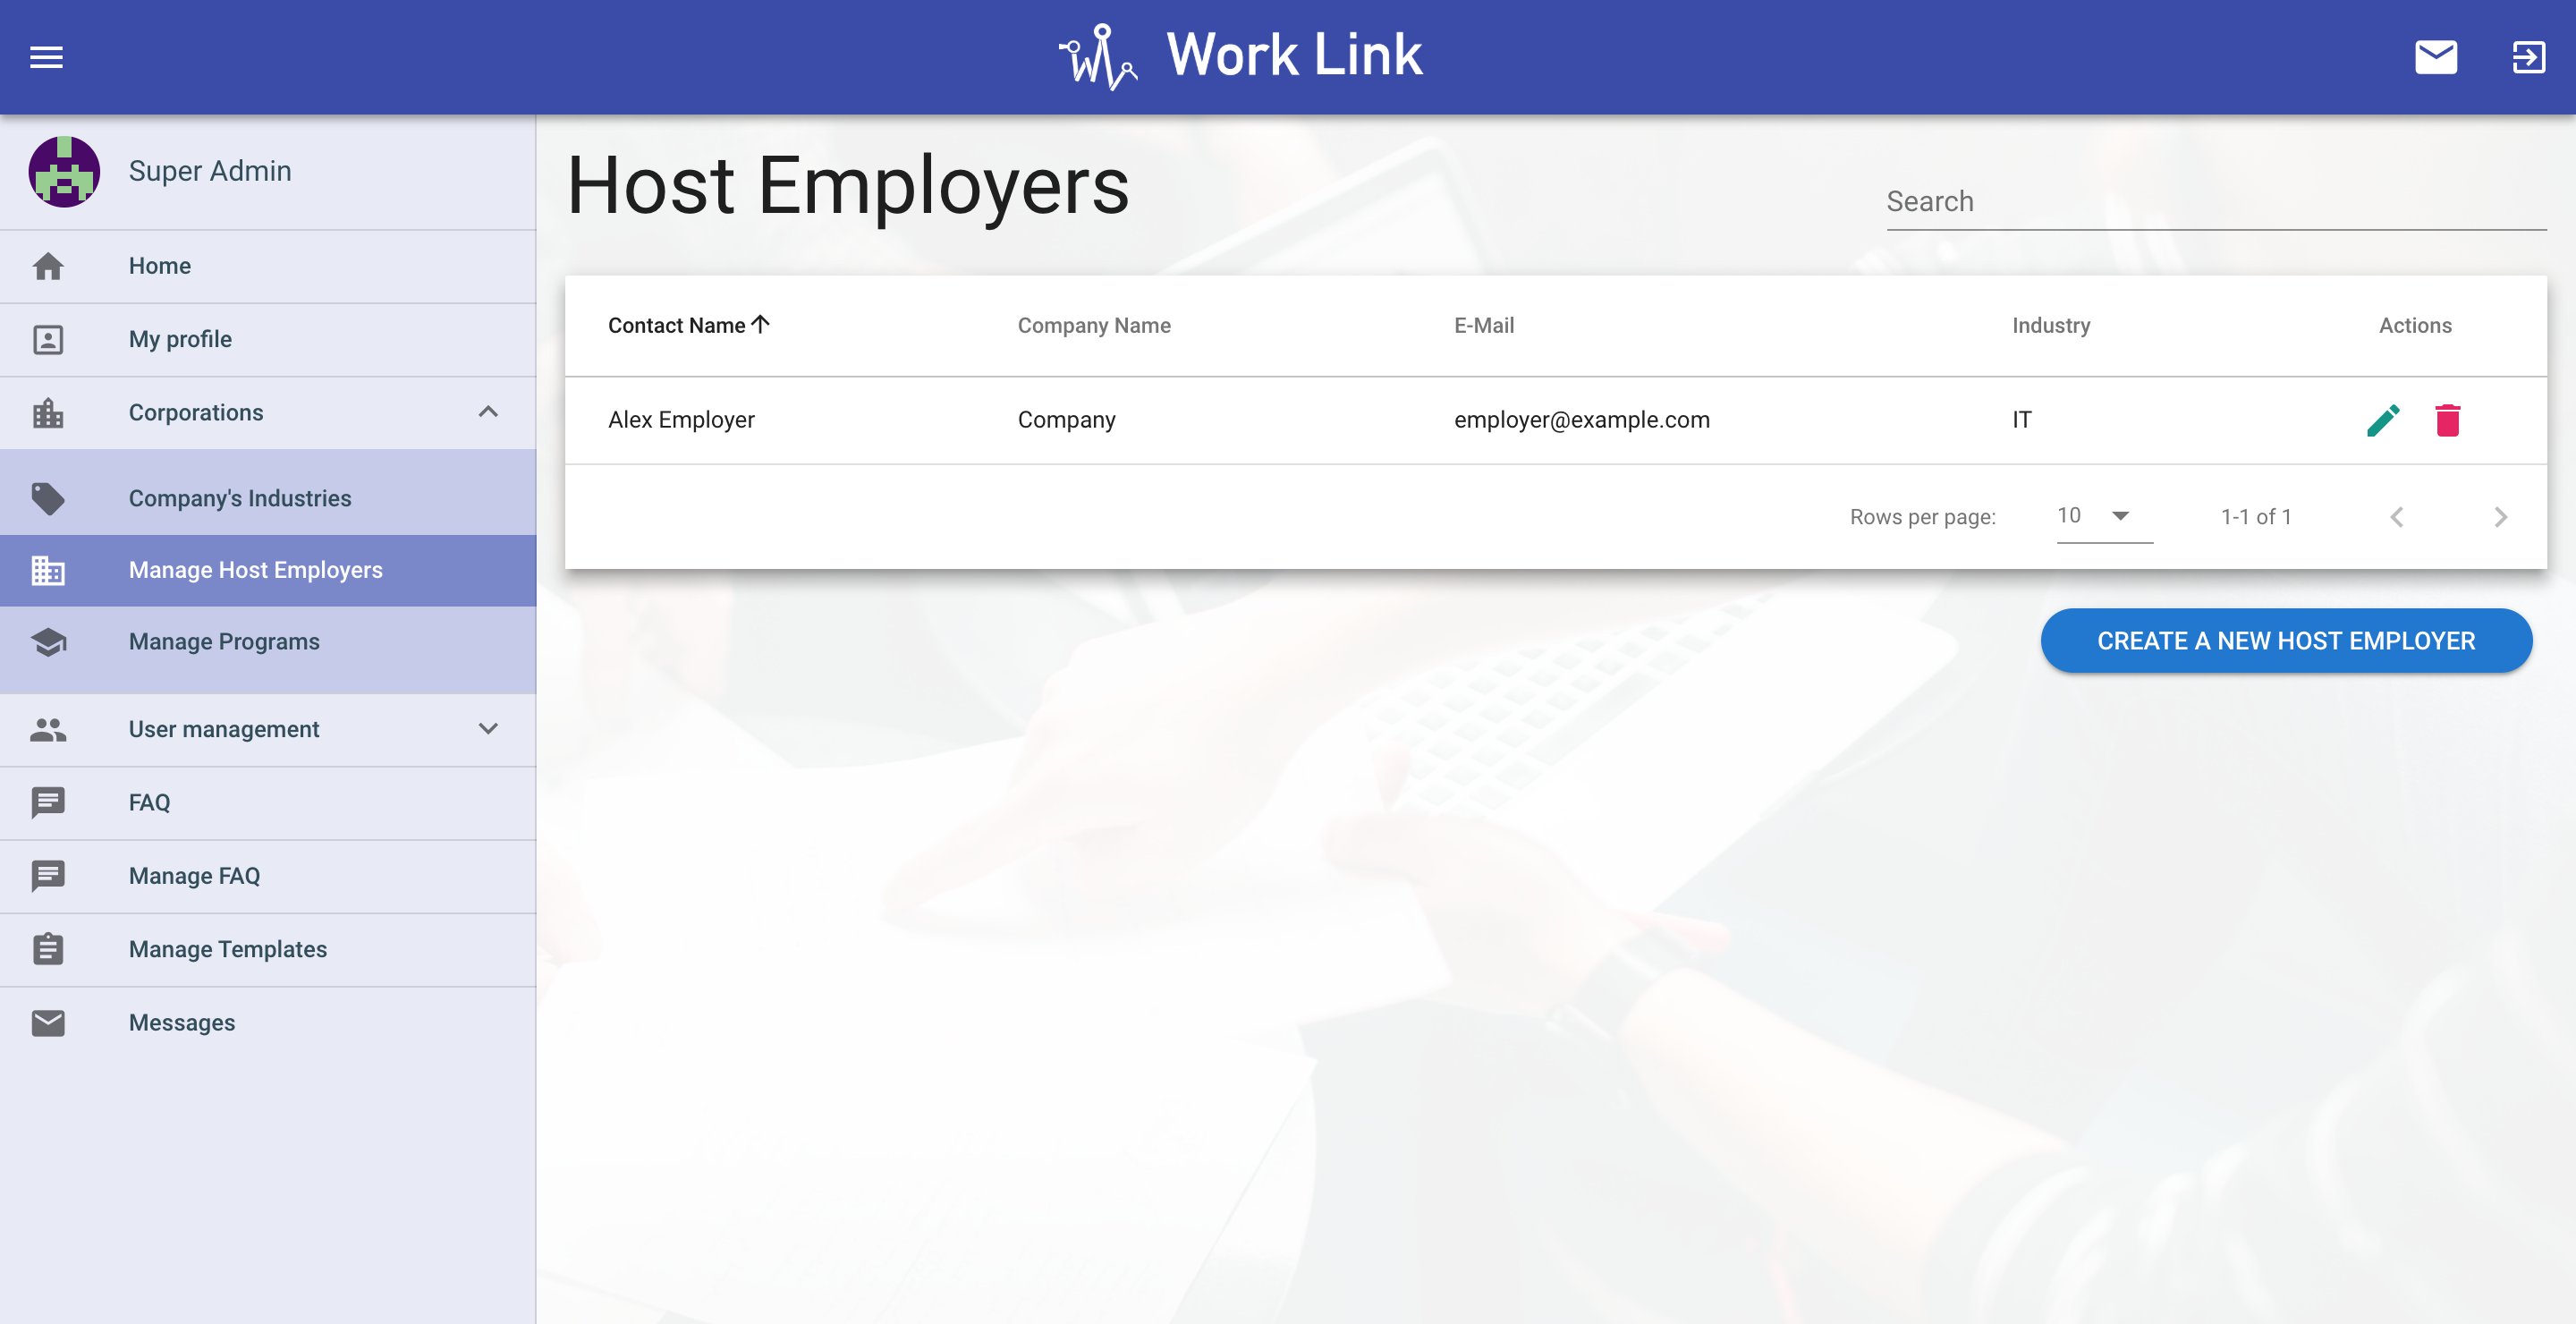 Work Link
Super Admin
Home
My profile
Corporations
Company's Industries
Manage Host Employers
Manage Programs
User management
FAQ
Manage FAQ
Manage Templates
Messages
Host Employers
Search
Contact Name Company Name E-Mail Industry Actions
Alex Employer Company employer@example.com IT
Rows per page: 10 1-1 of 1
CREATE A NEW HOST EMPLOYER